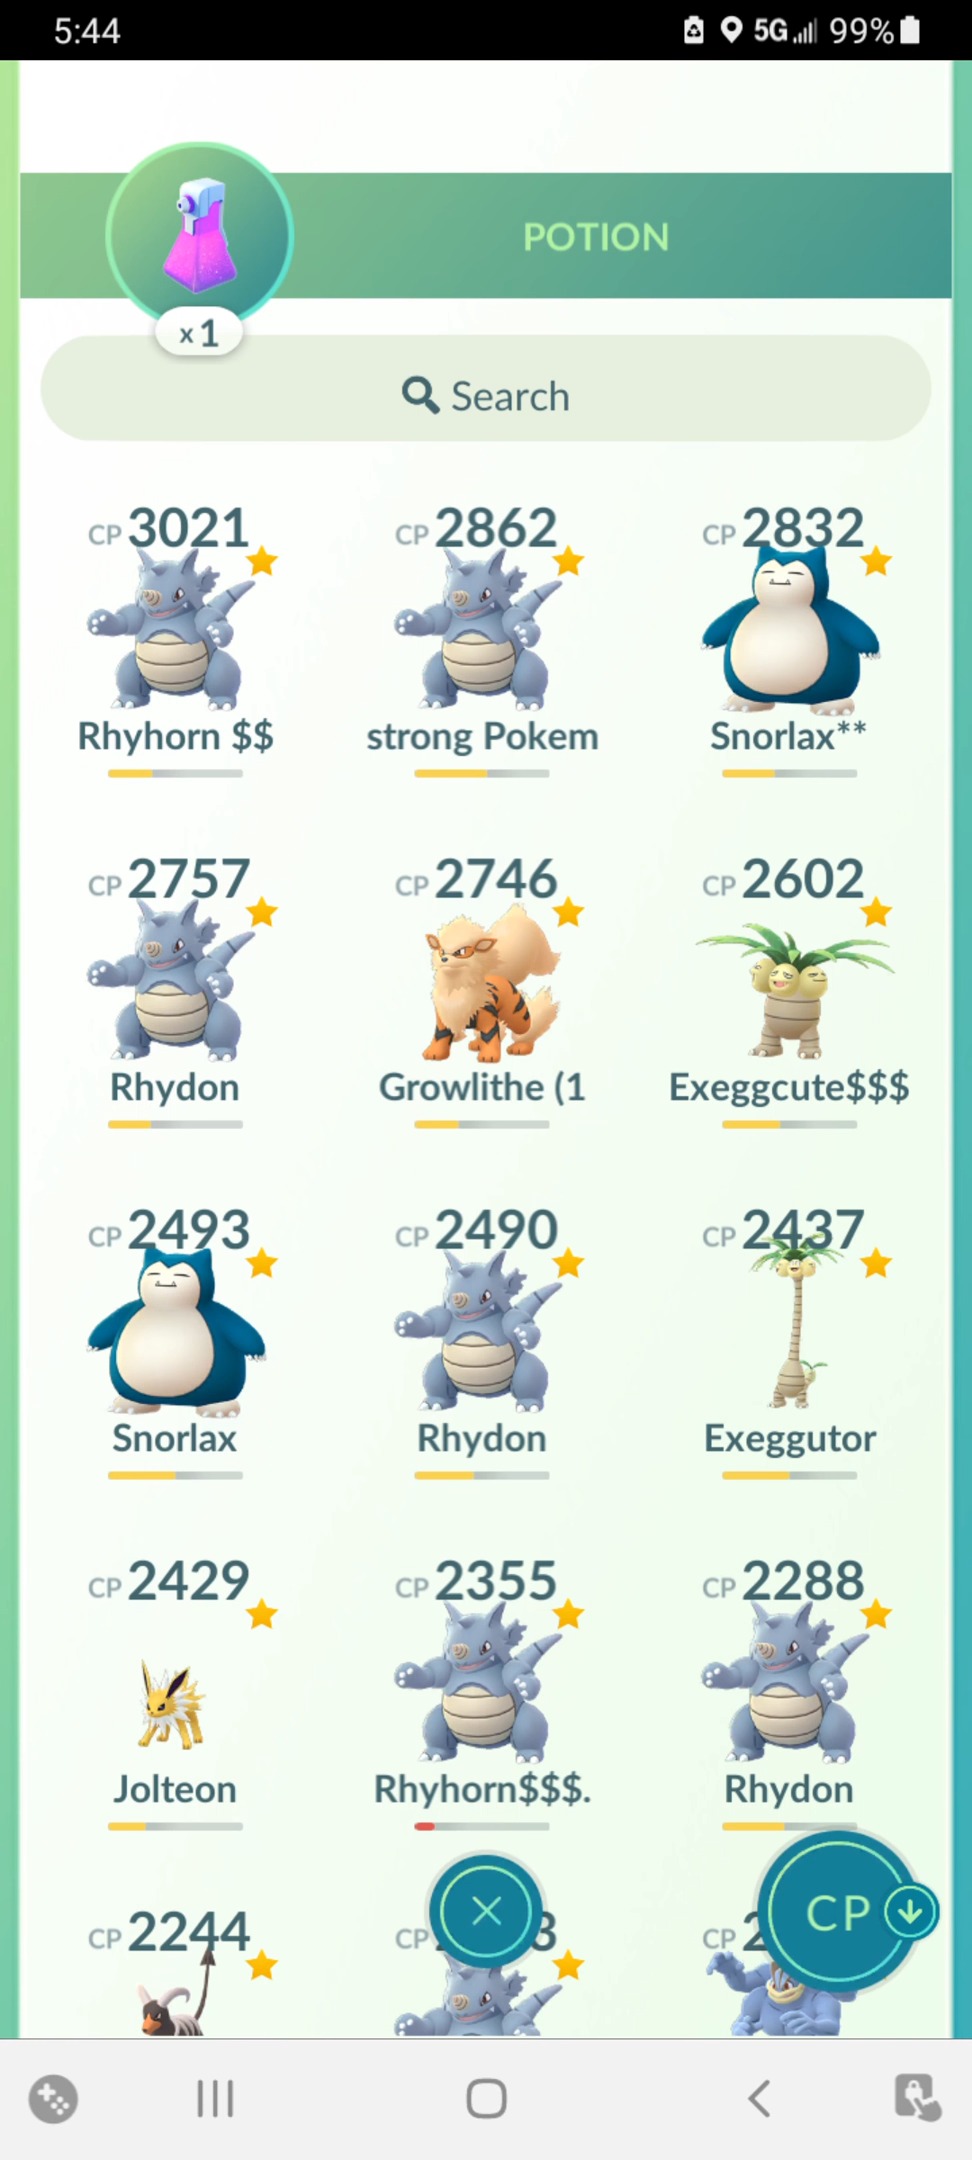 5:44 5G 99%
POTION
x 1
Search
CP 3021 CP 2862 CP 2832
Rhyhorn $$ strong Pokem Snorlax**
CP 2757 CP 2746 CP 2602
Rhydon Growlithe (1 Exeggcute$$$
CP 2493 CP 2490 CP 2437
Snorlax Rhydon Exeggutor
CP 2429 CP 2355 CP 2288
Jolteon Rhyhorn$$$. Rhydon
CP 2244 CP CP
CP